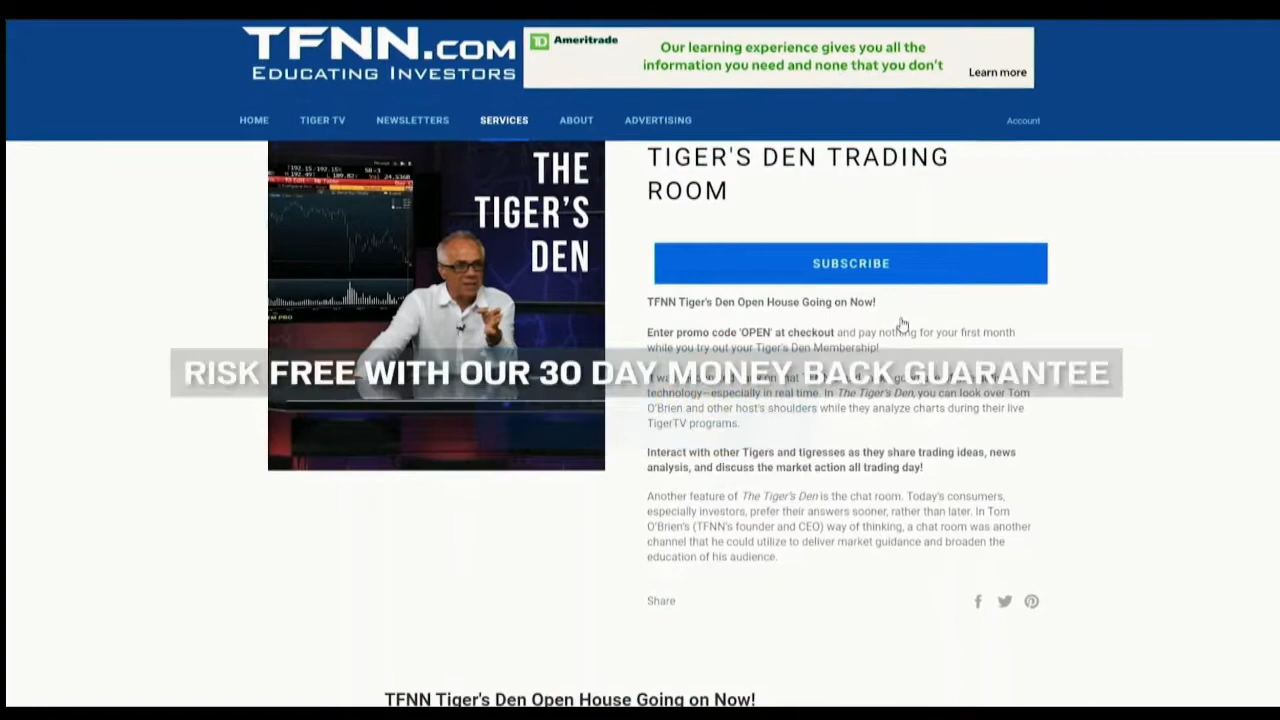 TFNN.COM
EDUCATING INVESTORS
TD Ameritrade
Our learning experience gives you all the
information you need and none that you don't
Learn more
HOME TIGER TV NEWSLETTERS SERVICES ABOUT ADVERTISING Account
THE
TIGER'S
DEN
TIGER'S DEN TRADING
ROOM
SUBSCRIBE
TFNN Tiger's Den Open House Going on Now!
Enter promo code 'OPEN' at checkout and pay nothing for your first month
while you try out your Tiger's Den Membership!
RISK FREE WITH OUR 30 DAY MONEY BACK GUARANTEE
technology—especially in real time. In The Tiger's Den, you can look over Tom
O'Brien and other host's shoulders while they analyze charts during their live
TigerTV programs.
Interact with other Tigers and tigresses as they share trading ideas, news
analysis, and discuss the market action all trading day!
Another feature of The Tiger's Den is the chat room. Today's consumers,
especially investors, prefer their answers sooner, rather than later. In Tom
O'Brien's (TFNN's founder and CEO) way of thinking, a chat room was another
channel that he could utilize to deliver market guidance and broaden the
education of his audience.
Share
TFNN Tiger's Den Open House Going on Now!